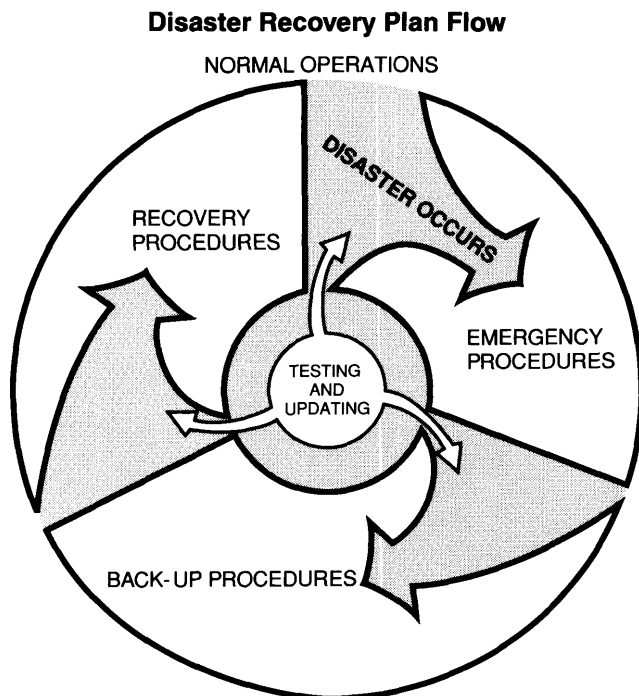 Disaster Recovery Plan Flow
NORMAL OPERATIONS
DISASTER OCCURS
RECOVERY
PROCEDURES
EMERGENCY
PROCEDURES
TESTING
AND
UPDATING
BACK-UP PROCEDURES